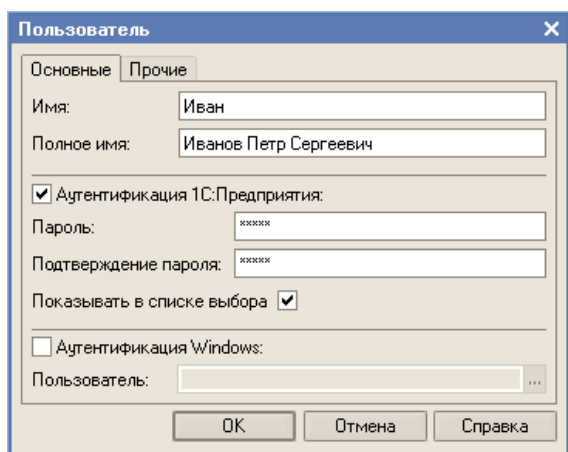 Пользователь
Основные Прочие
Имя: Иван
Полное имя: Иванов Петр Сергеевич
Аутентификация 1С:Предприятия:
Пароль: *****
Подтверждение пароля: *****
Показывать в списке выбора
Аутентификация Windows:
Пользователь: ...
OK Отмена Справка